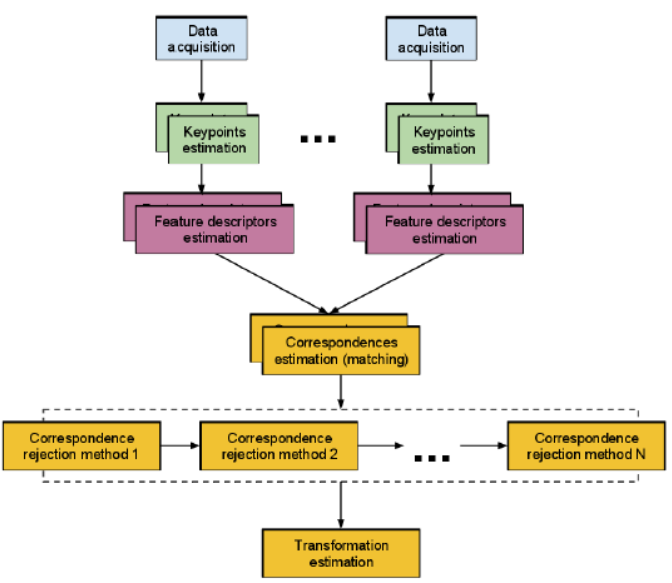 Data
acquisition
Data
acquisition
Keypoints
estimation
...
Keypoints
estimation
Feature descriptors
estimation
Feature descriptors
estimation
Correspondences
estimation (matching)
Correspondence
rejection method 1
Correspondence
rejection method 2
...
Correspondence
rejection method N
Transformation
estimation